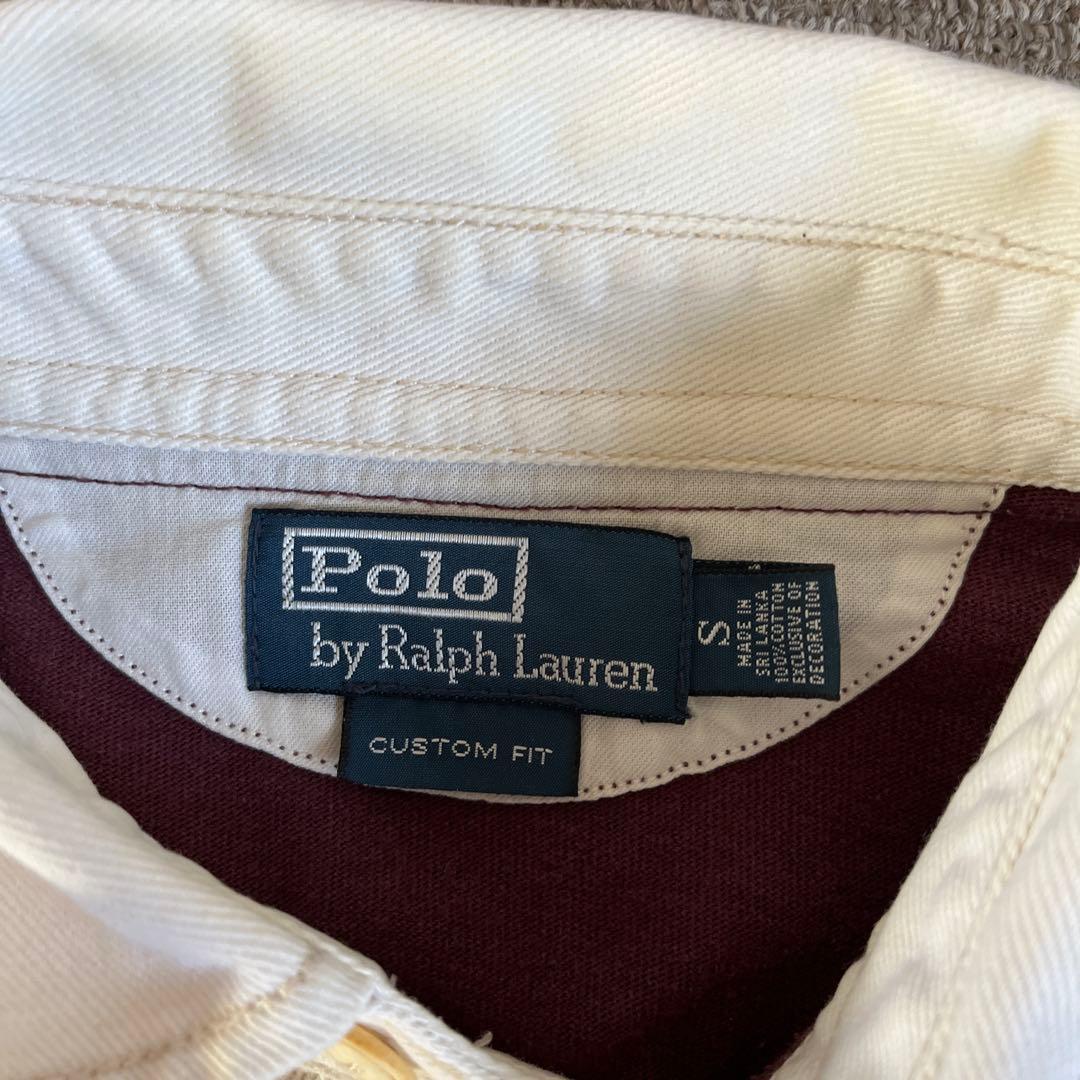 Polo
by Ralph Lauren
CUSTOM FIT
S
MADE IN
SRI LANKA
100% COTTON
EXCLUSIVE OF
DECORATION